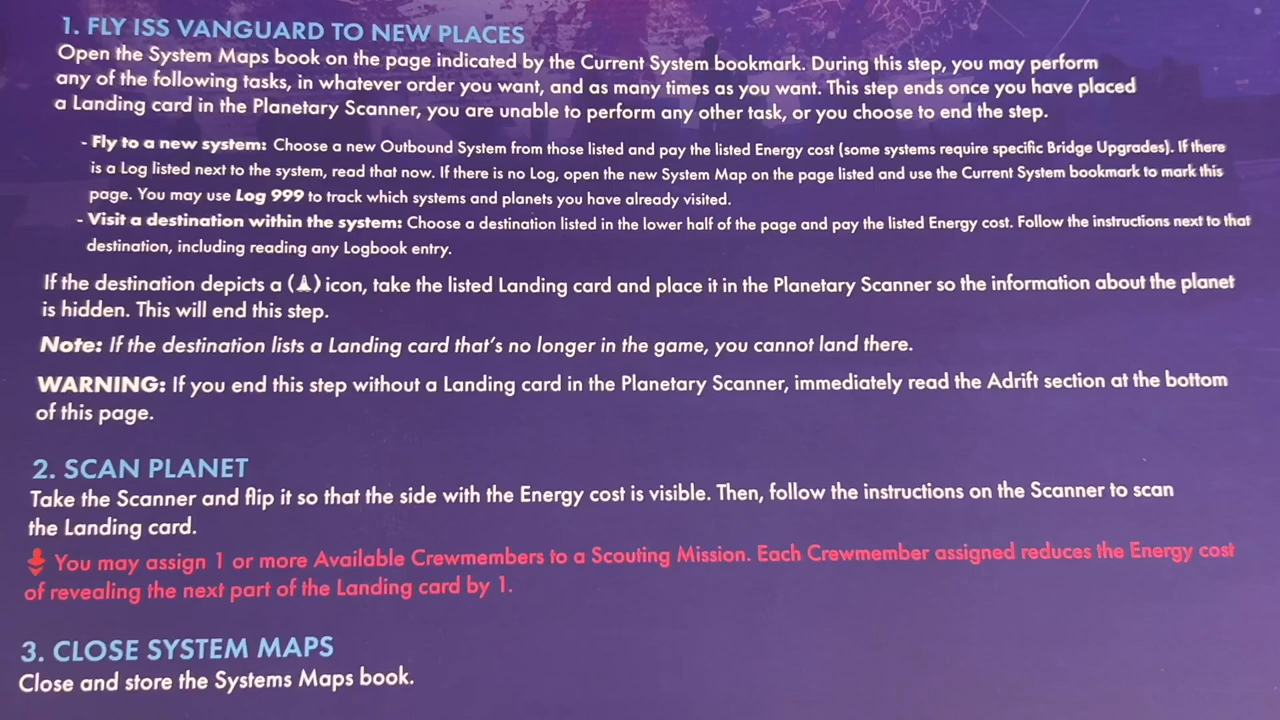 1. FLY ISS VANGUARD TO NEW PLACES
Open the System Maps book on the page indicated by the Current System bookmark. During this step, you may perform
any of the following tasks, in whatever order you want, and as many times as you want. This step ends once you have placed
a Landing card in the Planetary Scanner, you are unable to perform any other task, or you choose to end the step.
- Fly to a new system: Choose a new Outbound System from those listed and pay the listed Energy cost (some systems require specific Bridge Upgrades). If there
is a Log listed next to the system, read that now. If there is no Log, open the new System Map on the page listed and use the Current System bookmark to mark this
page. You may use Log 999 to track which systems and planets you have already visited.
- Visit a destination within the system: Choose a destination listed in the lower half of the page and pay the listed Energy cost. Follow the instructions next to that
destination, including reading any Logbook entry.
If the destination depicts a ( ) icon, take the listed Landing card and place it in the Planetary Scanner so the information about the planet
is hidden. This will end this step.
Note: If the destination lists a Landing card that's no longer in the game, you cannot land there.
WARNING: If you end this step without a Landing card in the Planetary Scanner, immediately read the Adrift section at the bottom
of this page.
2. SCAN PLANET
Take the Scanner and flip it so that the side with the Energy cost is visible. Then, follow the instructions on the Scanner to scan
the Landing card.
You may assign 1 or more Available Crewmembers to a Scouting Mission. Each Crewmember assigned reduces the Energy cost
of revealing the next part of the Landing card by 1.
3. CLOSE SYSTEM MAPS
Close and store the Systems Maps book.